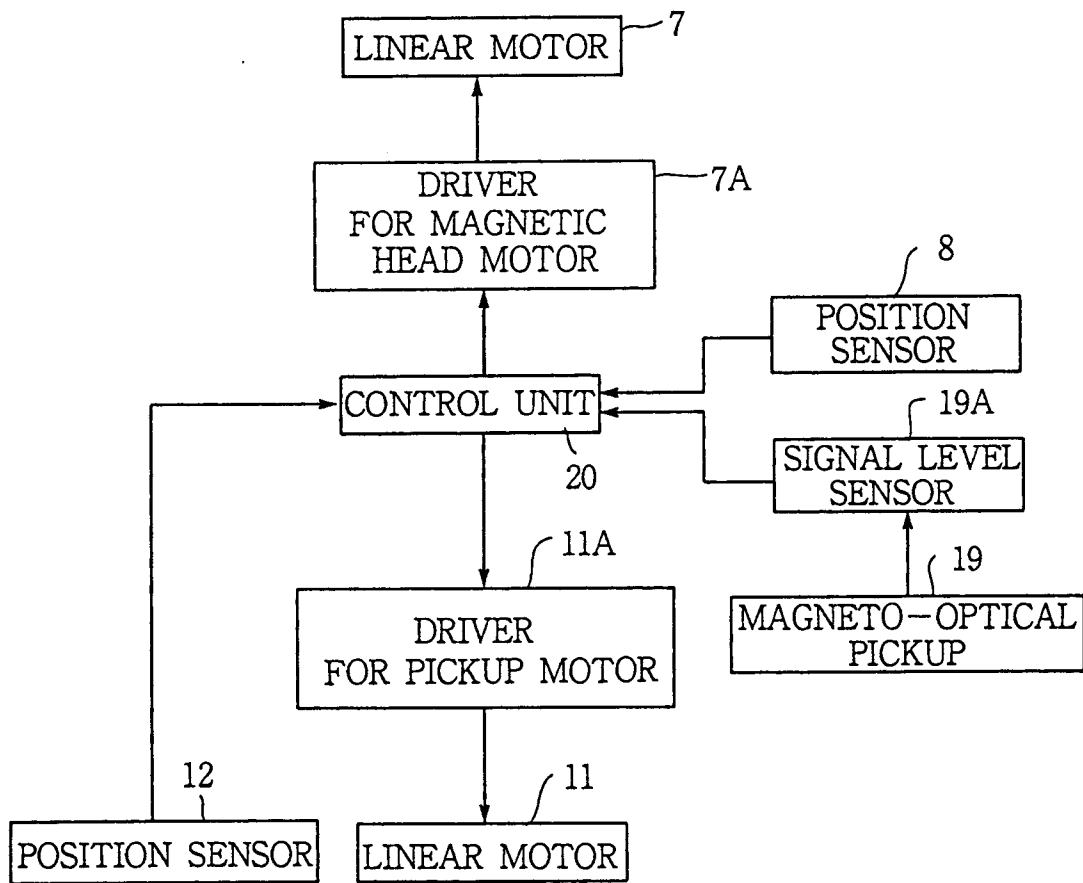 7
LINEAR MOTOR
7A
DRIVER
FOR MAGNETIC
HEAD MOTOR
8
POSITION
SENSOR
CONTROL UNIT
20
19A
SIGNAL LEVEL
SENSOR
11A
19
MAGNETO-OPTICAL
PICKUP
DRIVER
FOR PICKUP MOTOR
12
POSITION SENSOR
11
LINEAR MOTOR